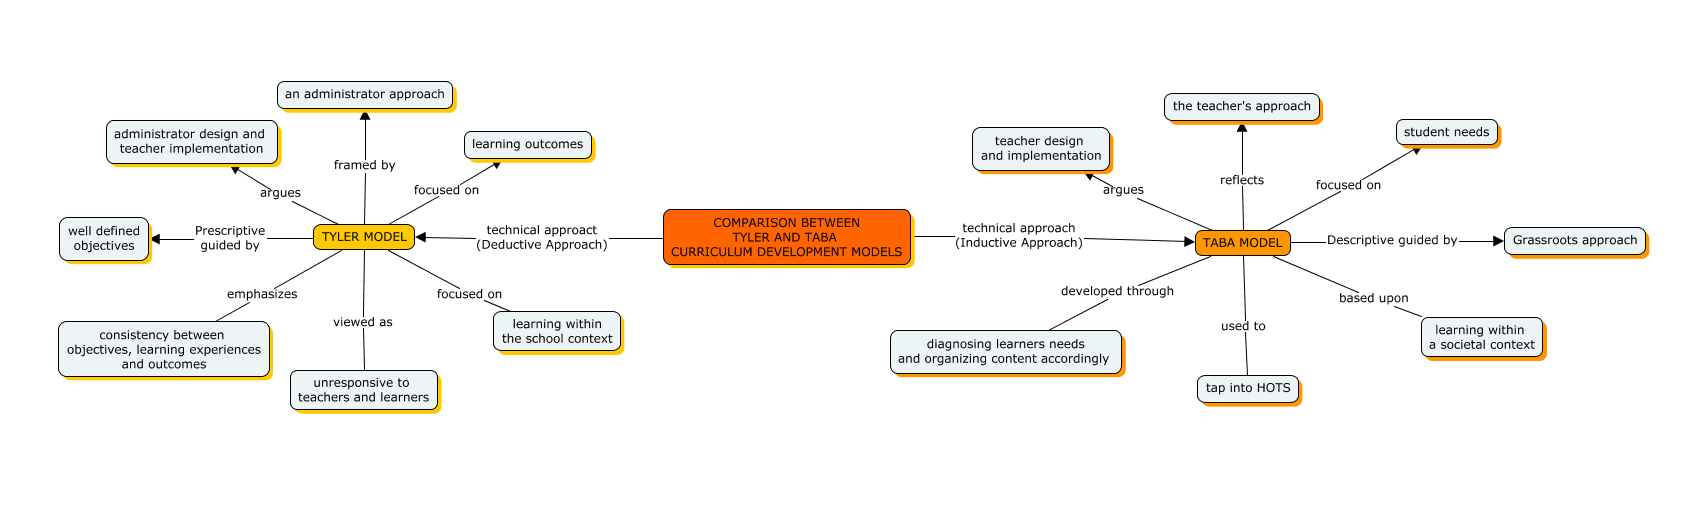 COMPARISON BETWEEN
TYLER AND TABA
CURRICULUM DEVELOPMENT MODELS
technical approact
(Deductive Approach)
TYLER MODEL
framed by
an administrator approach
argues
administrator design and
teacher implementation
focused on
learning outcomes
Prescriptive
guided by
well defined
objectives
emphasizes
consistency between
objectives, learning experiences
and outcomes
viewed as
unresponsive to
teachers and learners
focused on
learning within
the school context
technical approach
(Inductive Approach)
TABA MODEL
reflects
the teacher's approach
argues
teacher design
and implementation
focused on
student needs
Descriptive guided by
Grassroots approach
developed through
diagnosing learners needs
and organizing content accordingly
used to
tap into HOTS
based upon
learning within
a societal context